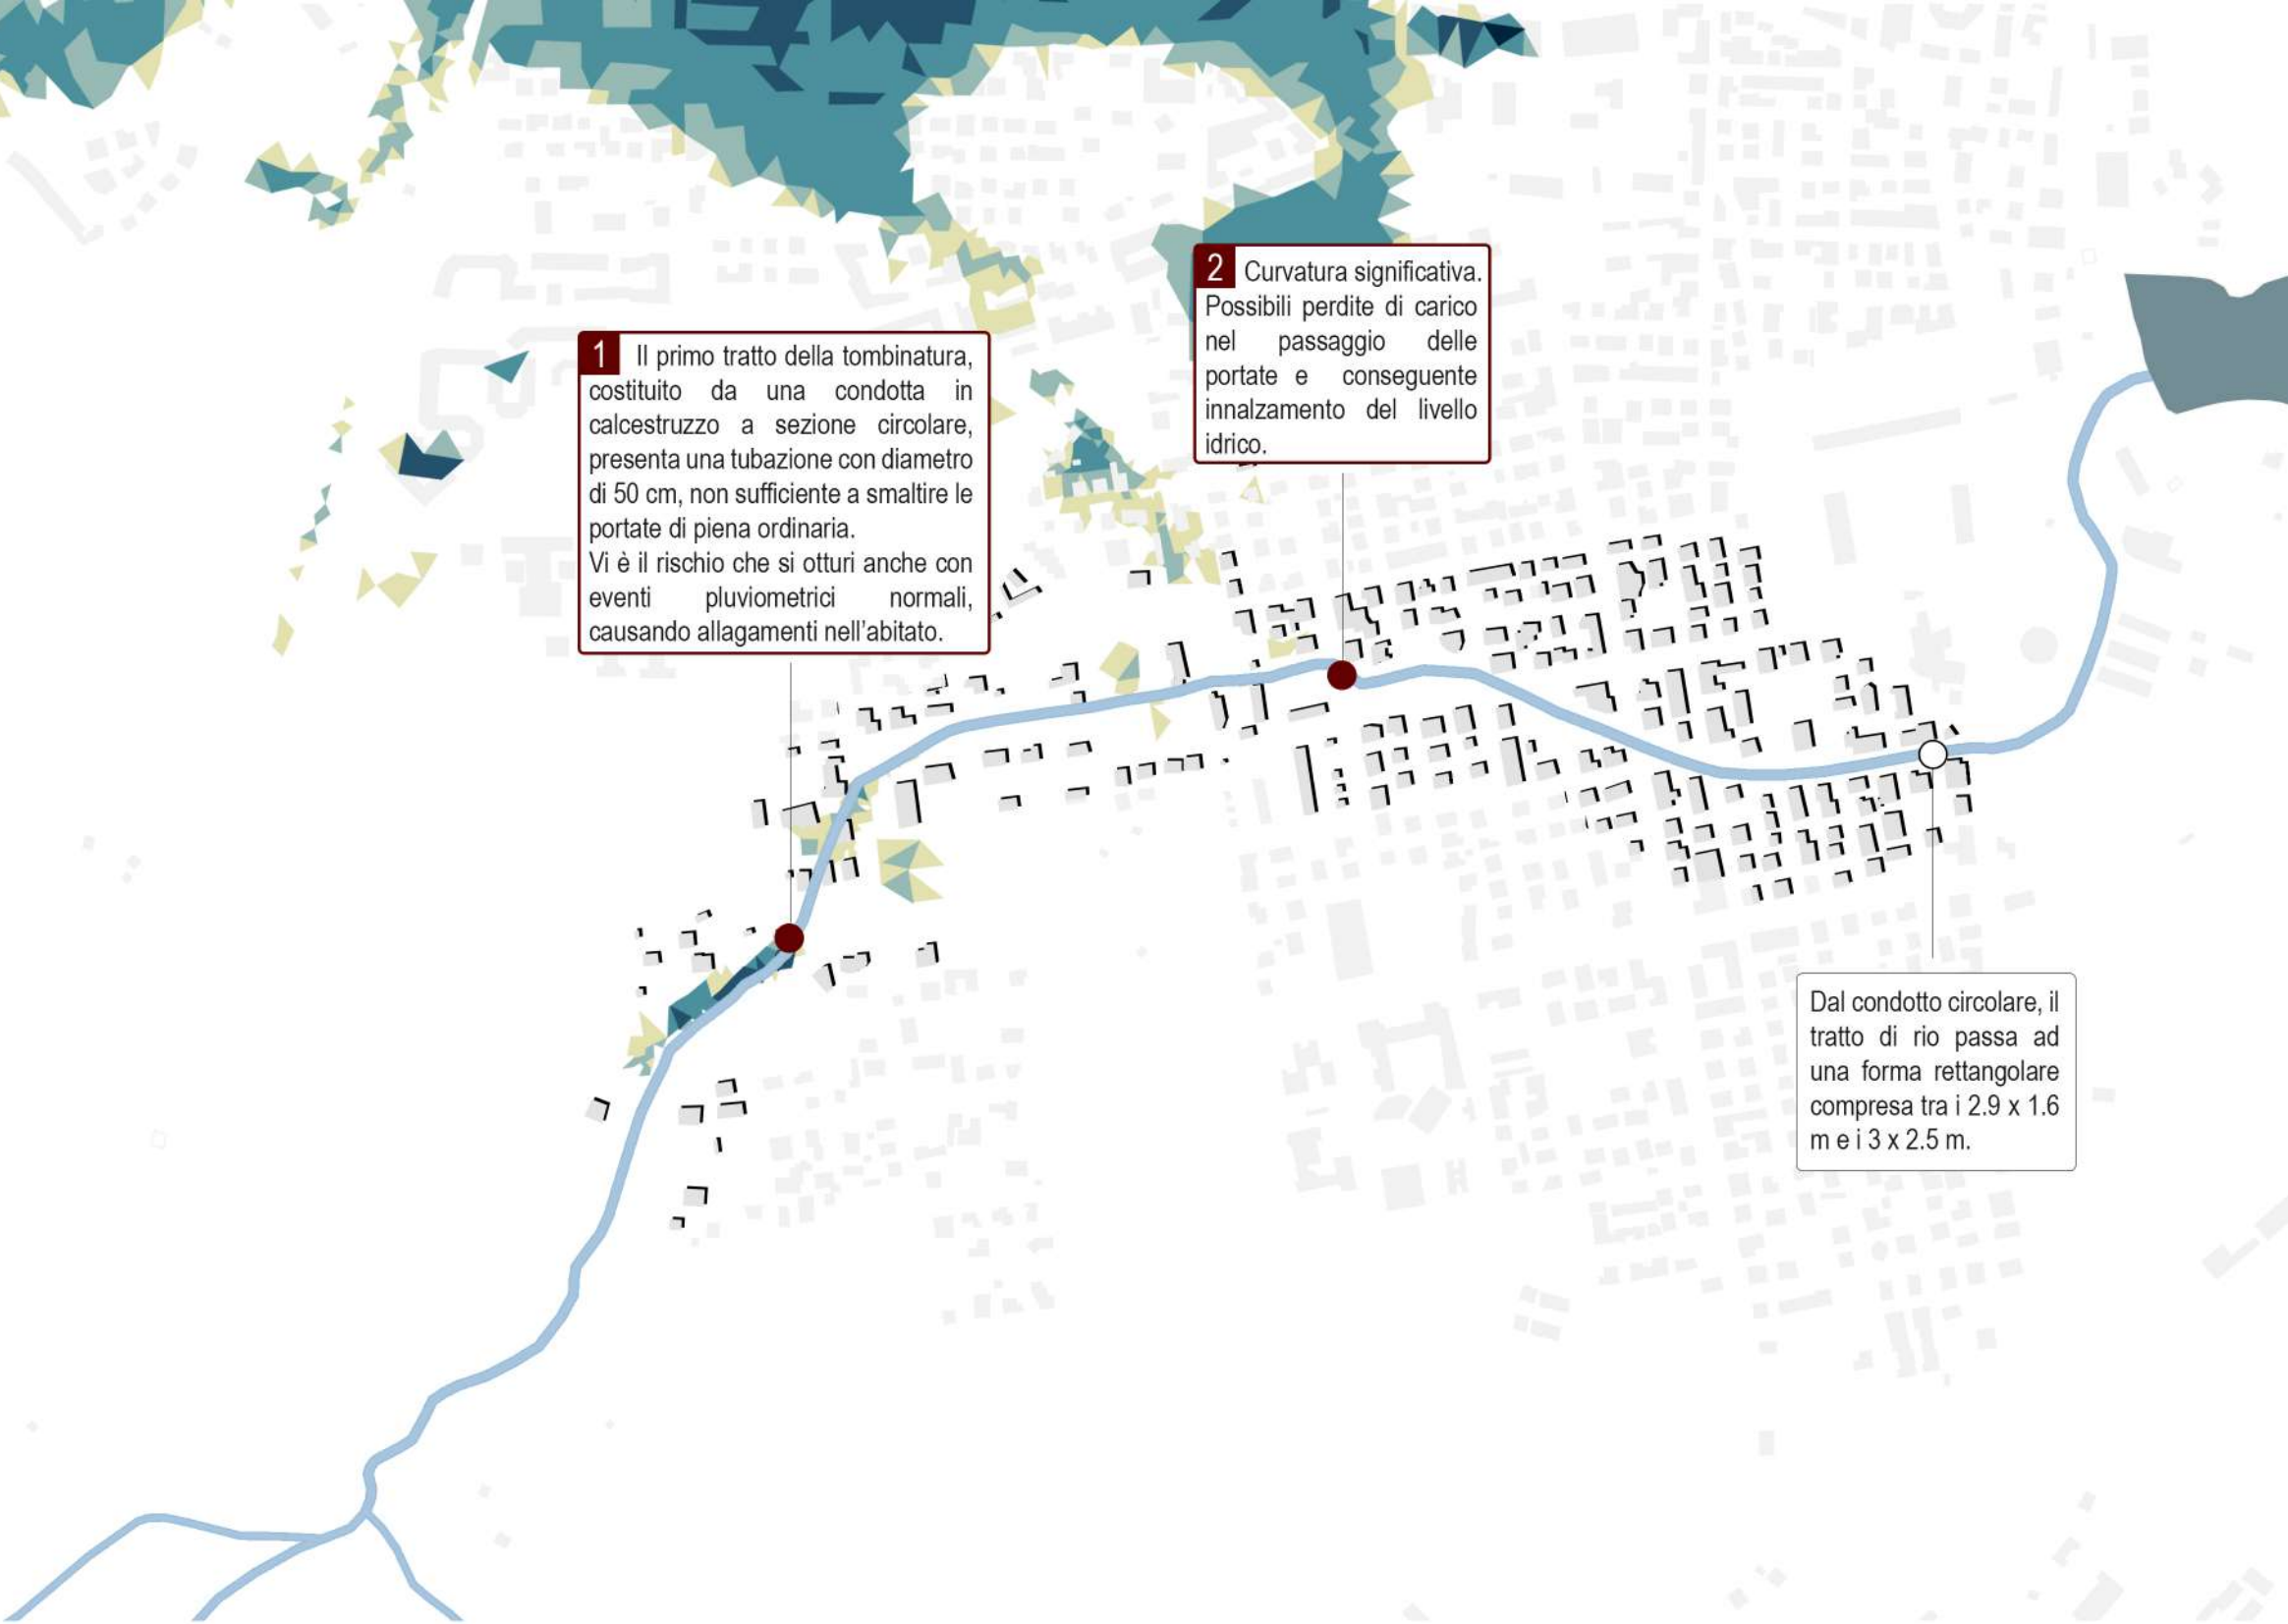 1 Il primo tratto della tombinatura,
costituito da una condotta in
calcestruzzo a sezione circolare,
presenta una tubazione con diametro
di 50 cm, non sufficiente a smaltire le
portate di piena ordinaria.
Vi è il rischio che si otturi anche con
eventi pluviometrici normali,
causando allagamenti nell'abitato.
2 Curvatura significativa.
Possibili perdite di carico
nel passaggio delle
portate e conseguente
innalzamento del livello
idrico.
Dal condotto circolare, il
tratto di rio passa ad
una forma rettangolare
compresa tra i 2.9 x 1.6
m e i 3 x 2.5 m.